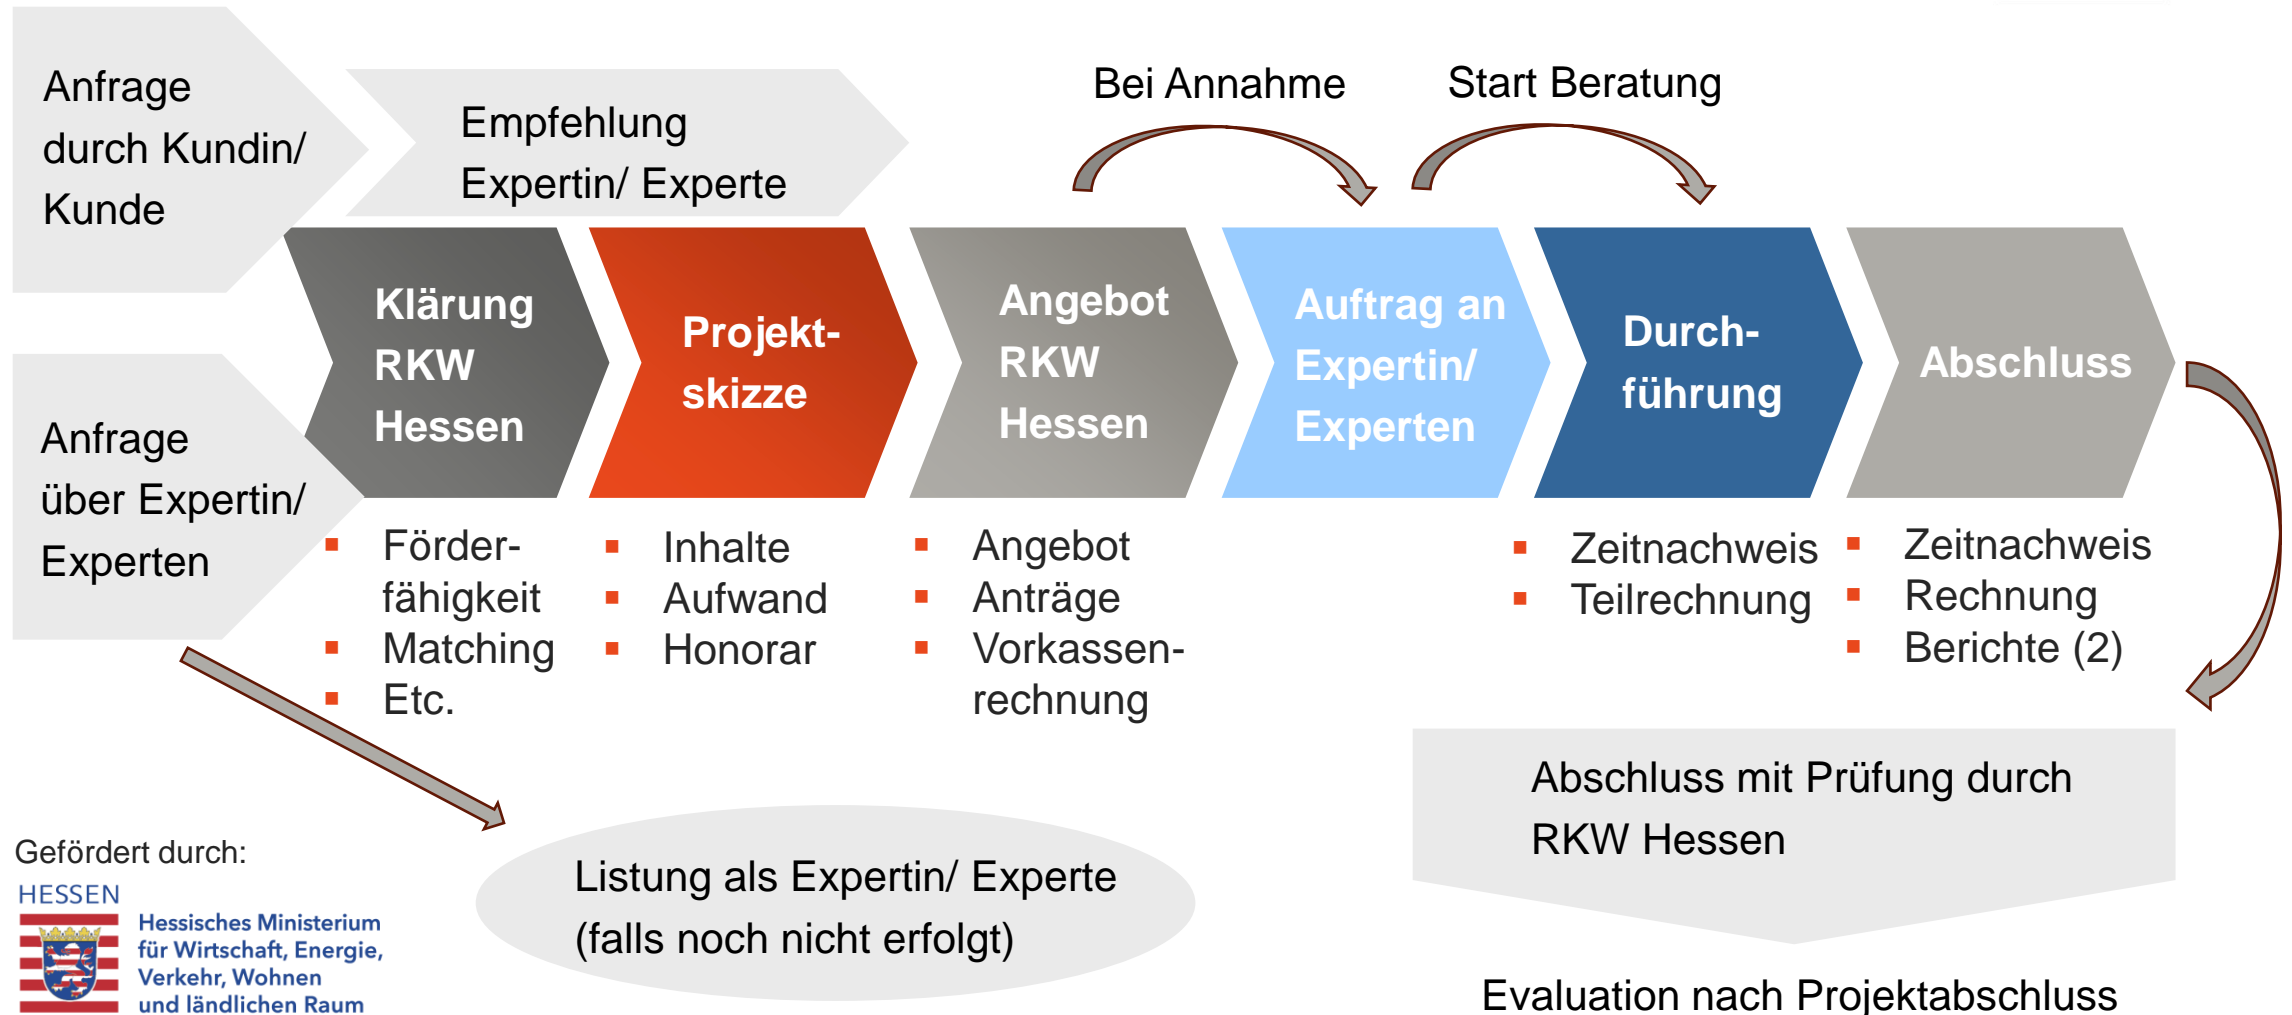 Anfrage
durch Kundin/
Kunde
Empfehlung
Expertin/ Experte
Bei Annahme
Start Beratung
Anfrage
über Expertin/
Experten
Klärung
RKW
Hessen
Projekt-
skizze
Angebot
RKW
Hessen
Auftrag an
Expertin/
Experten
Durch-
führung
Abschluss
Förder-
fähigkeit
Matching
Etc.
Inhalte
Aufwand
Honorar
Angebot
Anträge
Vorkassen-
rechnung
Zeitnachweis
Teilrechnung
Zeitnachweis
Rechnung
Berichte (2)
Listung als Expertin/ Experte
(falls noch nicht erfolgt)
Abschluss mit Prüfung durch
RKW Hessen
Evaluation nach Projektabschluss
Gefördert durch:
HESSEN
Hessisches Ministerium
für Wirtschaft, Energie,
Verkehr, Wohnen
und ländlichen Raum